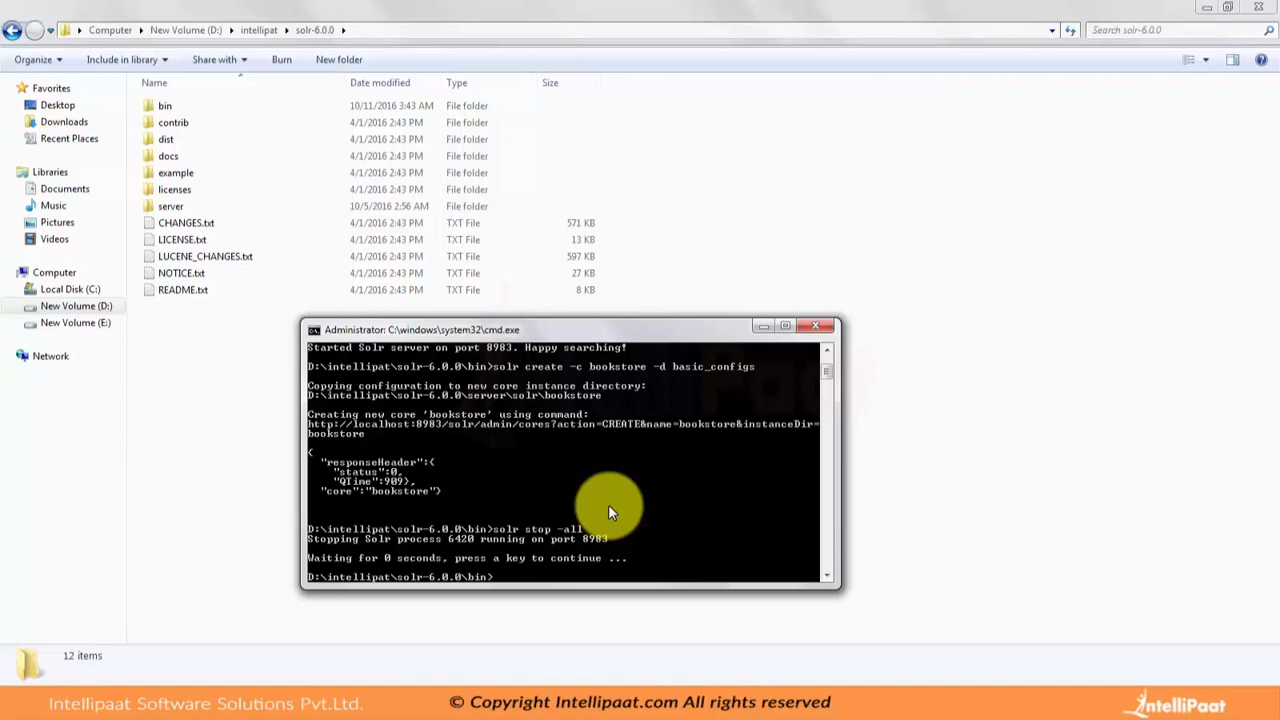 Computer New Volume (D:) intellipat solr-6.0.0
Search solr-6.0.0
Organize Include in library Share with Burn New folder
Name Date modified Type Size
Favorites
Desktop
Downloads
Recent Places
Libraries
Documents
Music
Pictures
Videos
Computer
Local Disk (C:)
New Volume (D:)
New Volume (E:)
Network
bin 10/11/2016 3:43 AM File folder
contrib 4/1/2016 2:43 PM File folder
dist 4/1/2016 2:43 PM File folder
docs 4/1/2016 2:43 PM File folder
example 4/1/2016 2:43 PM File folder
licenses 4/1/2016 2:43 PM File folder
server 10/5/2016 2:56 AM File folder
CHANGES.txt 4/1/2016 2:43 PM TXT File 571 KB
LICENSE.txt 4/1/2016 2:43 PM TXT File 13 KB
LUCENE_CHANGES.txt 4/1/2016 2:43 PM TXT File 597 KB
NOTICE.txt 4/1/2016 2:43 PM TXT File 27 KB
README.txt 4/1/2016 2:43 PM TXT File 8 KB
Administrator: C:\windows\system32\cmd.exe
Started Solr server on port 8983. Happy searching!
D:\intellipat\solr-6.0.0\bin>solr create -c bookstore -d basic_configs
Copying configuration to new core instance directory:
D:\intellipat\solr-6.0.0\server\solr\bookstore
Creating new core 'bookstore' using command:
http://localhost:8983/solr/admin/cores?action=CREATE&name=bookstore&instanceDir=
bookstore
{
"responseHeader":{
"status":0,
"QTime":909},
"core":"bookstore"}
D:\intellipat\solr-6.0.0\bin>solr stop -all
Stopping Solr process 6420 running on port 8983
Waiting for 0 seconds, press a key to continue ...
D:\intellipat\solr-6.0.0\bin>
12 items
Intellipaat Software Solutions Pvt.Ltd.
© Copyright Intellipaat.com All rights reserved
IntelliPaat